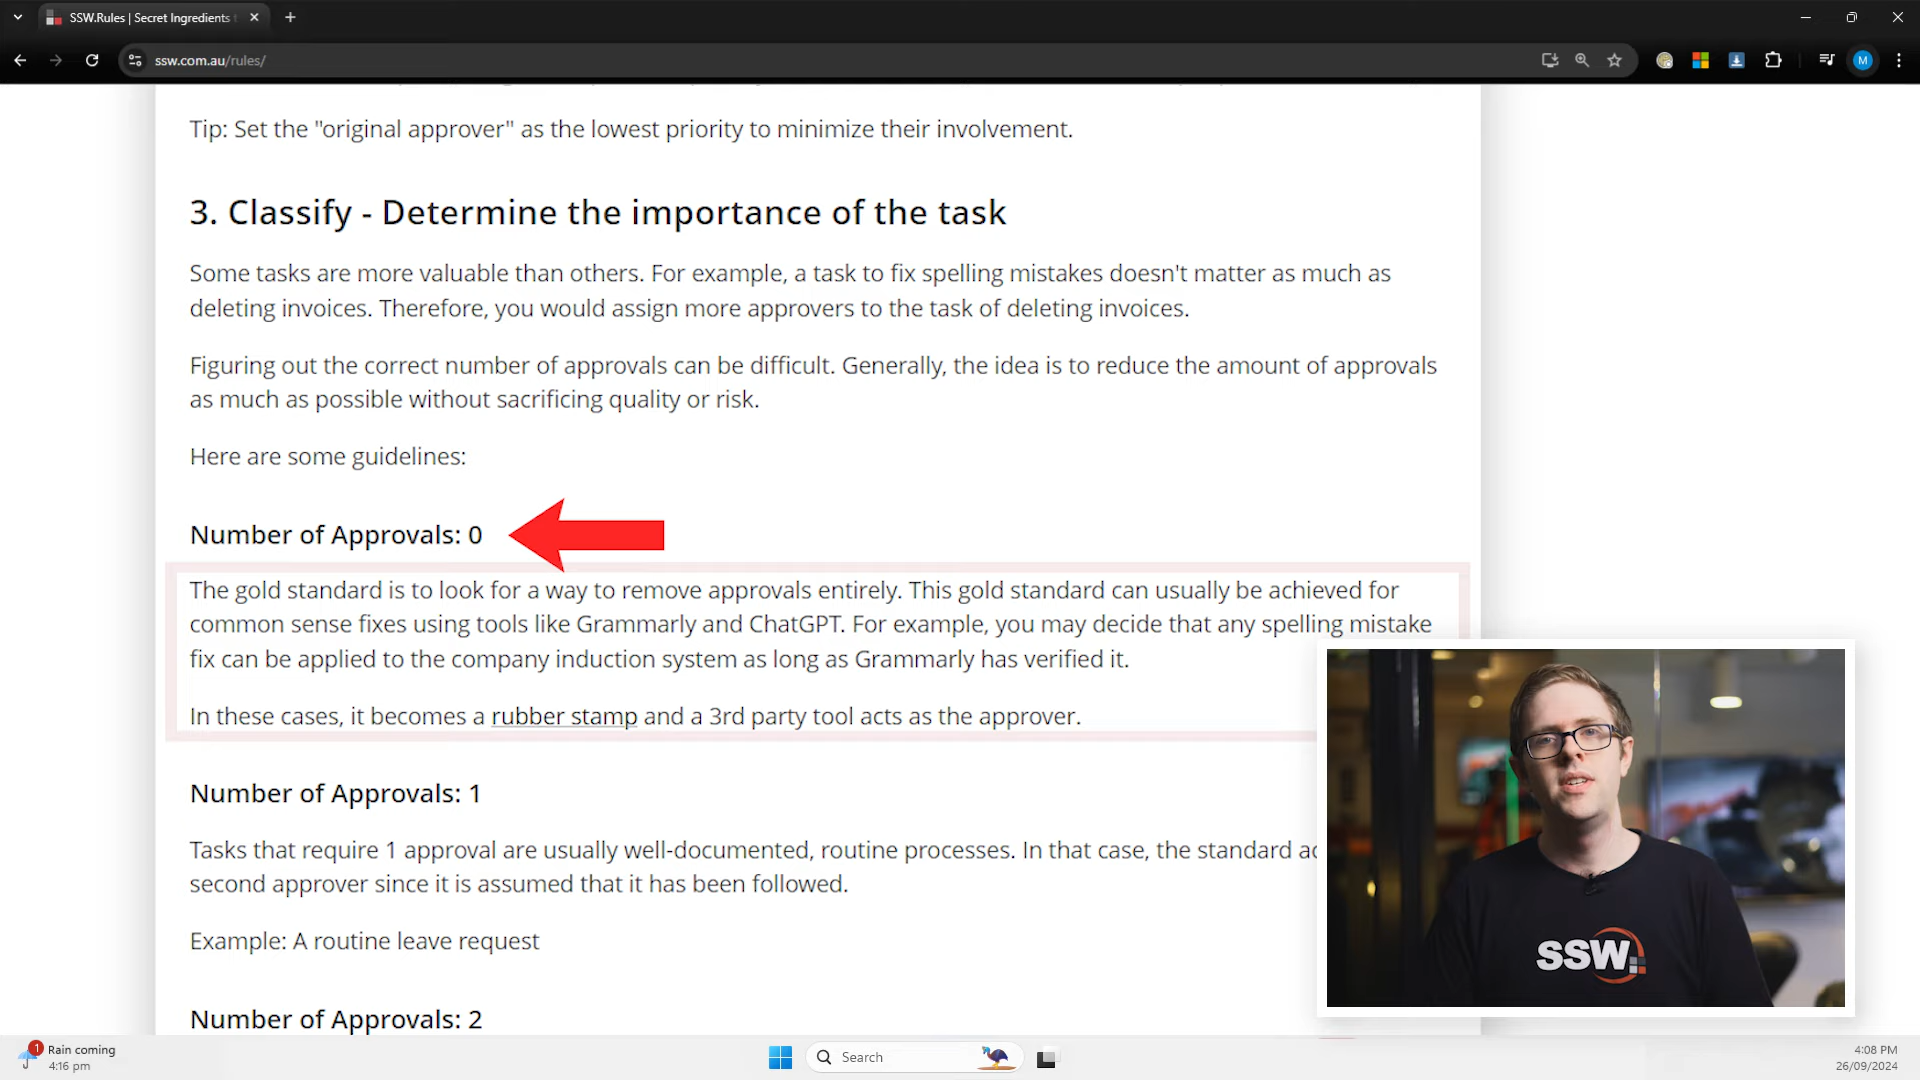 SSW.Rules | Secret Ingredients
ssw.com.au/rules/
M
Tip: Set the "original approver" as the lowest priority to minimize their involvement.
3. Classify - Determine the importance of the task
Some tasks are more valuable than others. For example, a task to fix spelling mistakes doesn't matter as much as
deleting invoices. Therefore, you would assign more approvers to the task of deleting invoices.
Figuring out the correct number of approvals can be difficult. Generally, the idea is to reduce the amount of approvals
as much as possible without sacrificing quality or risk.
Here are some guidelines:
Number of Approvals: 0
The gold standard is to look for a way to remove approvals entirely. This gold standard can usually be achieved for
common sense fixes using tools like Grammarly and ChatGPT. For example, you may decide that any spelling mistake
fix can be applied to the company induction system as long as Grammarly has verified it.
In these cases, it becomes a rubber stamp and a 3rd party tool acts as the approver.
Number of Approvals: 1
Tasks that require 1 approval are usually well-documented, routine processes. In that case, the standard
second approver since it is assumed that it has been followed.
Example: A routine leave request
SSW
Number of Approvals: 2
1
Rain coming
4:16 pm
Search
4:08 PM
26/09/2024